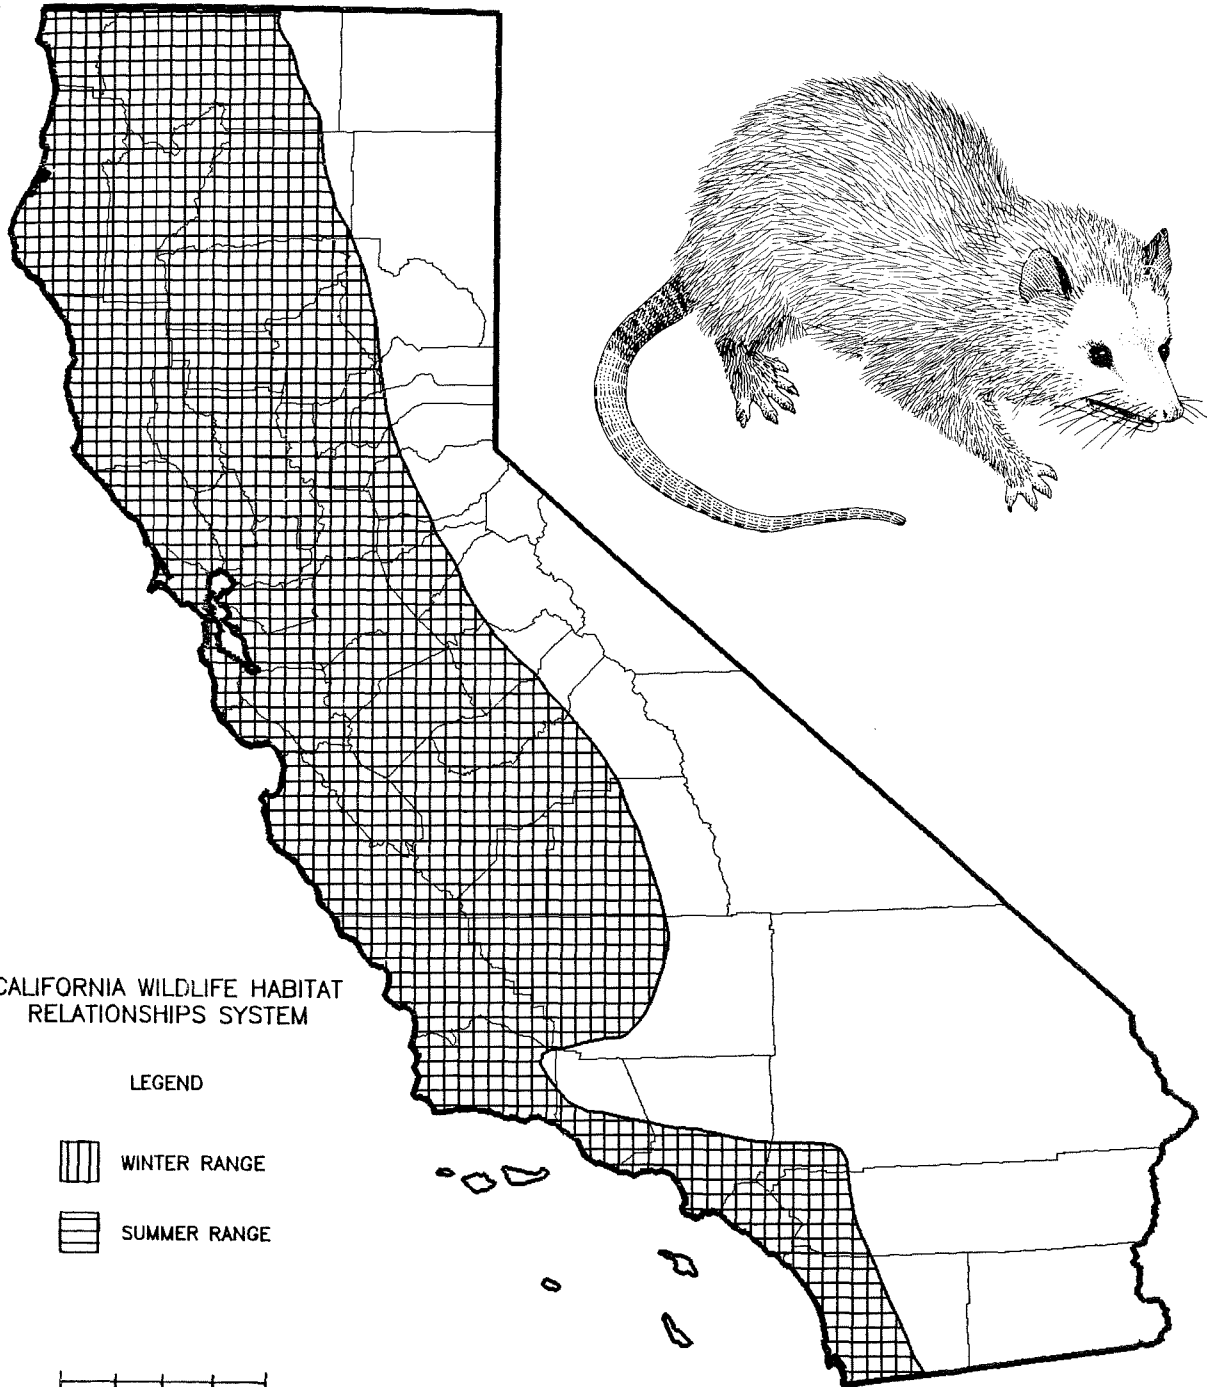 CALIFORNIA WILDLIFE HABITAT
RELATIONSHIPS SYSTEM
LEGEND
WINTER RANGE
SUMMER RANGE